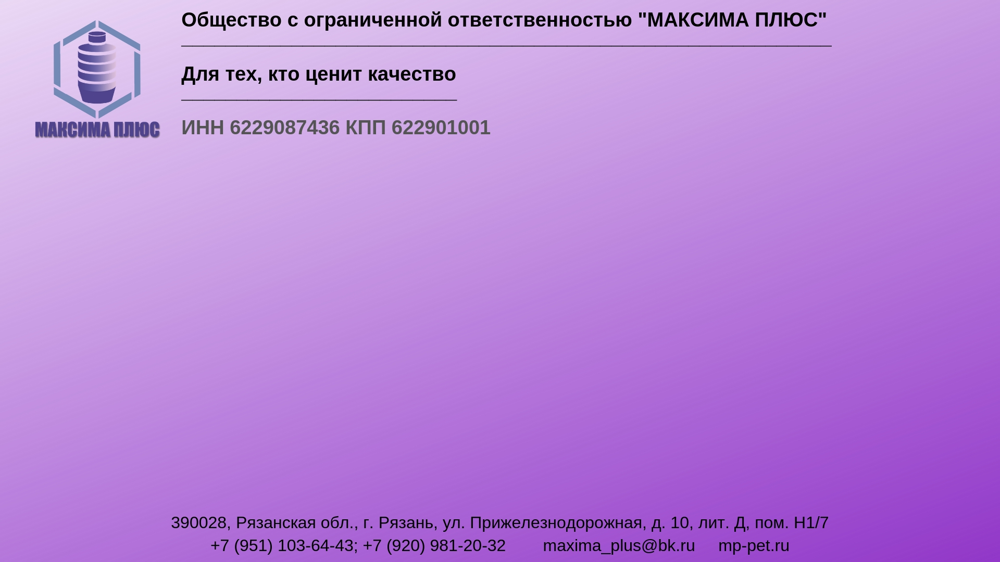 Общество с ограниченной ответственностью "МАКСИМА ПЛЮС"
Для тех, кто ценит качество
МАКСИМА ПЛЮС
ИНН 6229087436 КПП 622901001
390028, Рязанская обл., г. Рязань, ул. Прижелезнодорожная, д. 10, лит. Д, пом. Н1/7
+7 (951) 103-64-43; +7 (920) 981-20-32 maxima_plus@bk.ru mp-pet.ru